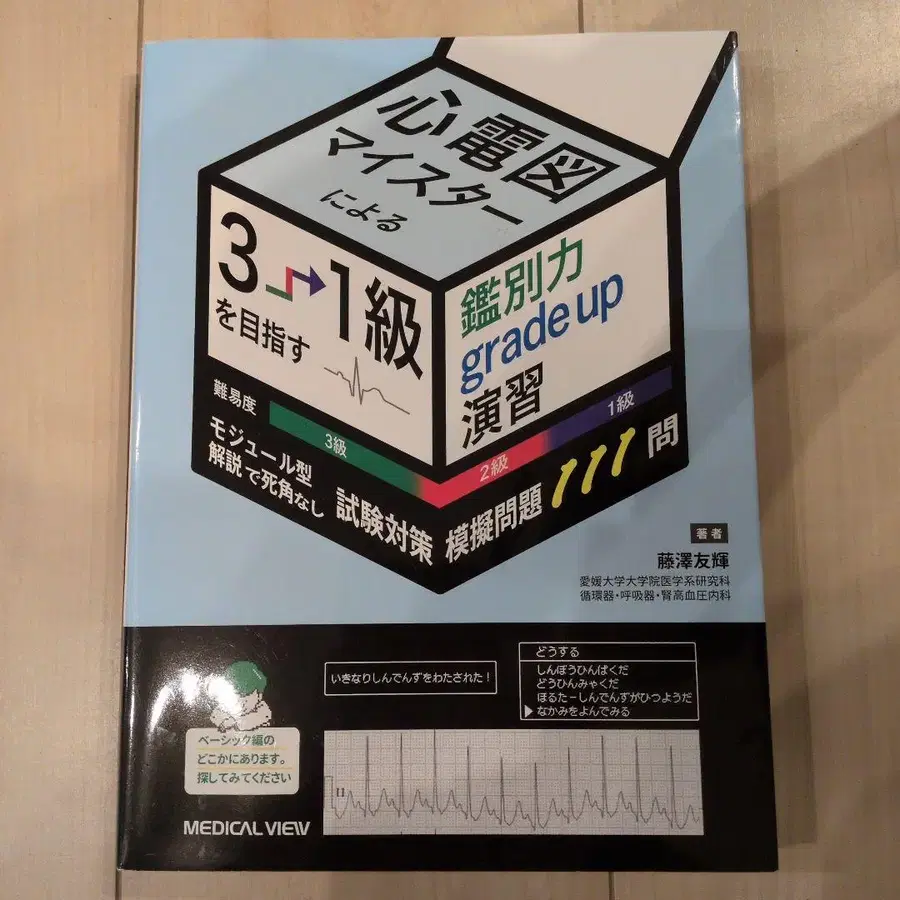 心電図
マイスター
による
3→1級
を目指す
鑑別力
grade up
演習
難易度
3級
2級
1級
モジュール型
解説で死角なし
試験対策
模擬問題111問
著者
藤澤友輝
愛媛大学大学院医学系研究科
循環器・呼吸器・腎高血圧内科
いきなりしんでんずをわたされた!
どうする
しんぼうひんぱくだ
どうひんみゃくだ
ほるたーしんでんずがひつようだ
▶なかみをよんでみる
ベーシック編の
どこかにあります。
探してみてください
II
MEDICAL VIEW